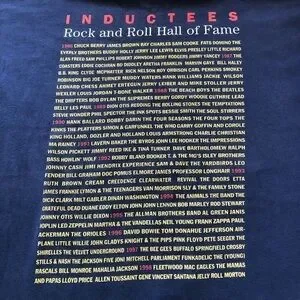 INDUCTEES
Rock and Roll Hall of Fame
1986 CHUCK BERRY JAMES BROWN RAY CHARLES SAM COOKE FATS DOMINO THE
EVERLY BROTHERS BUDDY HOLLY JERRY LEE LEWIS ELVIS PRESLEY LITTLE RICHARD
ALAN FREED SAM PHILLIPS ROBERT JOHNSON JIMMY RODGERS JIMMY YANCEY 1987 THE
COASTERS EDDIE COCHRAN BO DIDDLEY ARETHA FRANKLIN MARVIN GAYE BILL HALEY
B.B. KING CLYDE MCPHATTER RICK NELSON ROY ORBISON CARL PERKINS SMOKEY
ROBINSON BIG JOE TURNER MUDDY WATERS HANK WILLIAMS JACKIE WILSON
LEONARD CHESS AHMET ERTEGUN JERRY LEIBER AND MIKE STOLLER JERRY
WEXLER LOUIS JORDAN T-BONE WALKER 1988 THE BEACH BOYS THE BEATLES
THE DRIFTERS BOB DYLAN THE SUPREMES BERRY GORDY WOODIE GUTHRIE LEAD
BELLY LES PAUL 1989 OTIS REDDING THE ROLLING STONES THE TEMPTATIONS
STEVIE WONDER PHIL SPECTOR THE INK SPOTS BESSIE SMITH THE SOUL STIRRERS
1990 HANK BALLARD BOBBY DARIN THE FOUR SEASONS THE FOUR TOPS THE
KINKS THE PLATTERS SIMON & GARFUNKEL THE WHO GERRY GOFFIN AND CAROLE
KING HOLLAND, DOZIER AND HOLLAND LOUIS ARMSTRONG CHARLIE CHRISTIAN
MA RAINEY 1991 LAVERN BAKER THE BYRDS JOHN LEE HOOKER THE IMPRESSIONS
WILSON PICKETT JIMMY REED IKE & TINA TURNER DAVE BARTHOLOMEW RALPH
BASS HOWLIN' WOLF 1992 BOBBY BLAND BOOKER T. & THE MG'S ISLEY BROTHERS
JOHNNY CASH JIMI HENDRIX EXPERIENCE SAM & DAVE THE YARDBIRDS LEO
FENDER BILL GRAHAM DOC POMUS ELMORE JAMES PROFESSOR LONGHAIR 1993
RUTH BROWN CREAM CREEDENCE CLEARWATER REVIVAL THE DOORS ETTA
JAMES FRANKIE LYMON & THE TEENAGERS VAN MORRISON SLY & THE FAMILY STONE
DICK CLARK MILT GABLER DINAH WASHINGTON 1994 THE ANIMALS THE BAND THE
GRATEFUL DEAD DUANE EDDY ELTON JOHN JOHN LENNON BOB MARLEY ROD STEWART
JOHNNY OTIS WILLIE DIXON 1995 THE ALLMAN BROTHERS BAND AL GREEN JANIS
JOPLIN LED ZEPPELIN MARTHA & THE VANDELLAS NEIL YOUNG FRANK ZAPPA PAUL
ACKERMAN THE ORIOLES 1996 DAVID BOWIE TOM DONAHUE JEFFERSON AIR-
PLANE LITTLE WILLIE JOHN GLADYS KNIGHT & THE PIPS PINK FLOYD PETE SEEGER THE
SHIRELLES THE VELVET UNDERGROUND 1997 THE BEE GEES BUFFALO SPRINGFIELD CROSBY
STILLS & NASH THE JACKSON FIVE JONI MITCHELL PARLIAMENT FUNKADELIC THE (YOUNG)
RASCALS BILL MONROE MAHALIA JACKSON 1998 FLEETWOOD MAC EAGLES THE MAMAS
AND PAPAS LLOYD PRICE ALLEN TOUSSAINT GENE VINCENT SANTANA JELLY ROLL MORTON